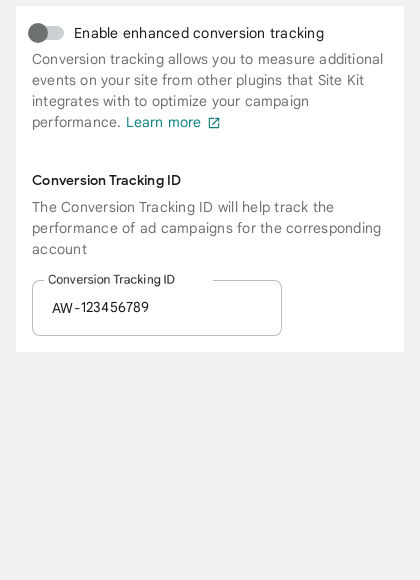 Enable enhanced conversion tracking
Conversion tracking allows you to measure additional
events on your site from other plugins that Site Kit
integrates with to optimize your campaign
performance. Learn more
Conversion Tracking ID
The Conversion Tracking ID will help track the
performance of ad campaigns for the corresponding
account
Conversion Tracking ID
AW-123456789